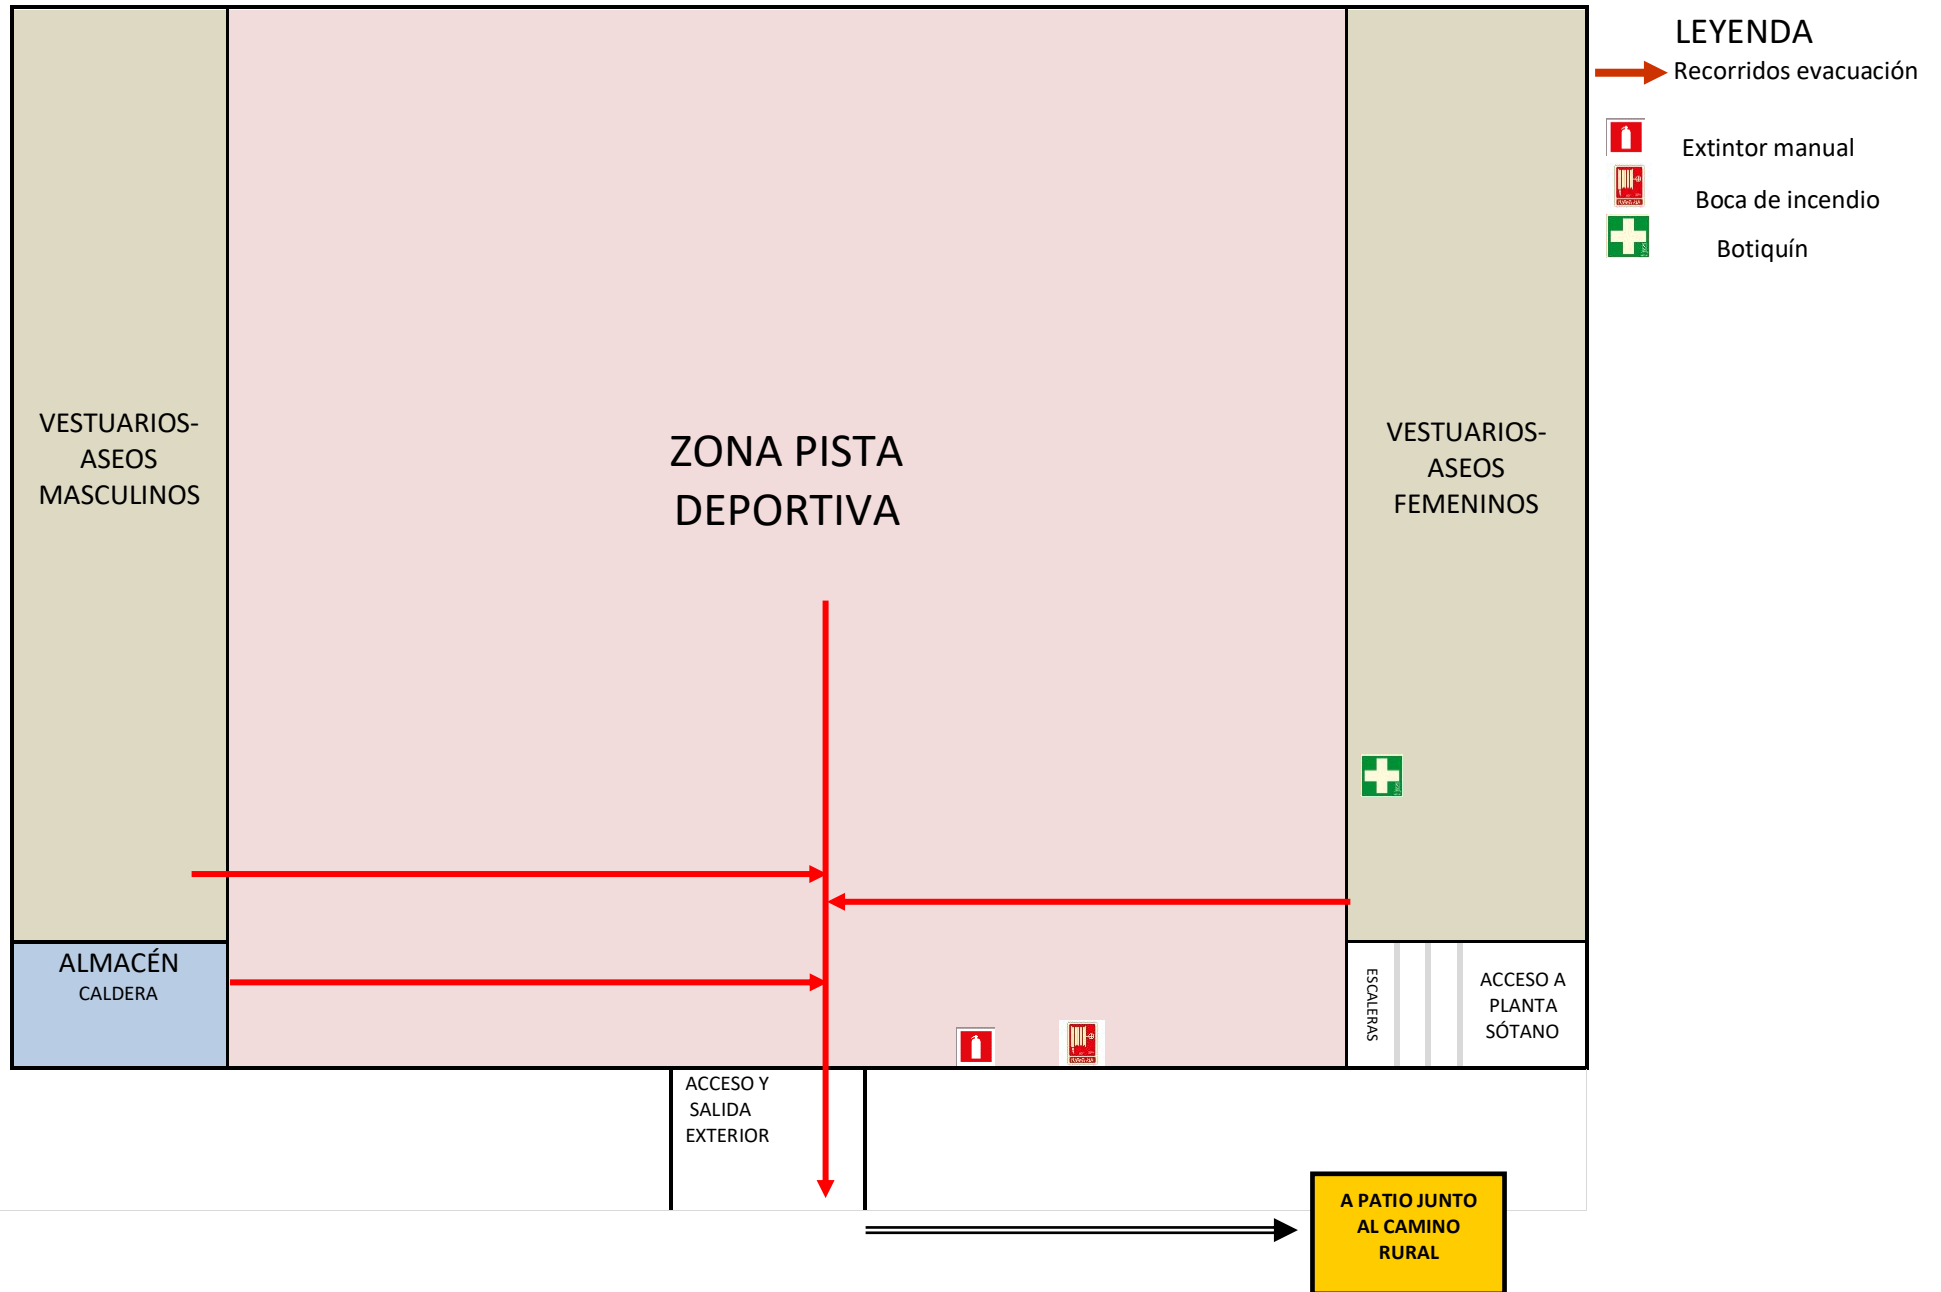 LEYENDA
Recorridos evacuación
Extintor manual
Boca de incendio
Botiquín
VESTUARIOS-
ASEOS
MASCULINOS
ZONA PISTA
DEPORTIVA
VESTUARIOS-
ASEOS
FEMENINOS
ALMACÉN
CALDERA
ESCALERAS
ACCESO A
PLANTA
SÓTANO
ACCESO Y
SALIDA
EXTERIOR
A PATIO JUNTO
AL CAMINO
RURAL